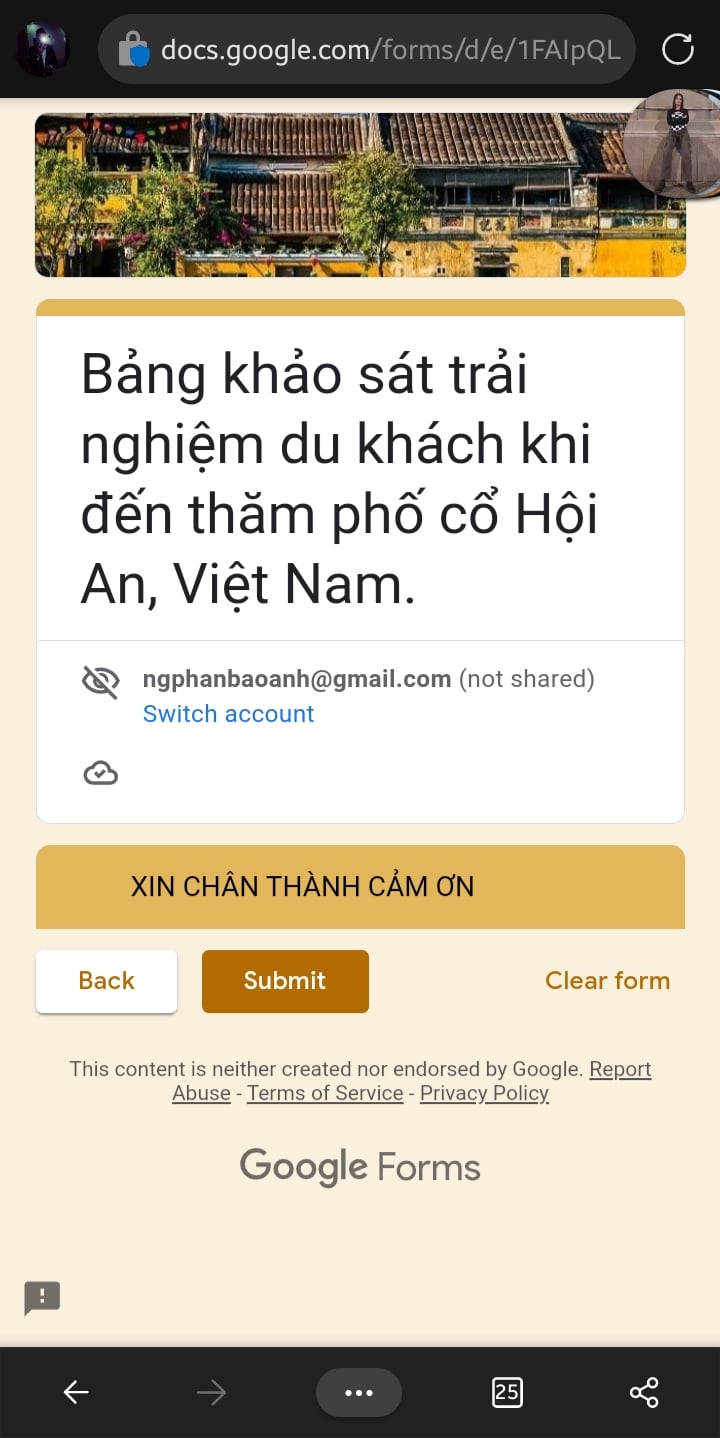 docs.google.com/forms/d/e/1FAIpQL
Bảng khảo sát trải
nghiệm du khách khi
đến thăm phố cổ Hội
An, Việt Nam.
ngphanbaoanh@gmail.com (not shared)
Switch account
XIN CHÂN THÀNH CẢM ƠN
Back
Submit
Clear form
This content is neither created nor endorsed by Google. Report
Abuse - Terms of Service - Privacy Policy
Google Forms
25